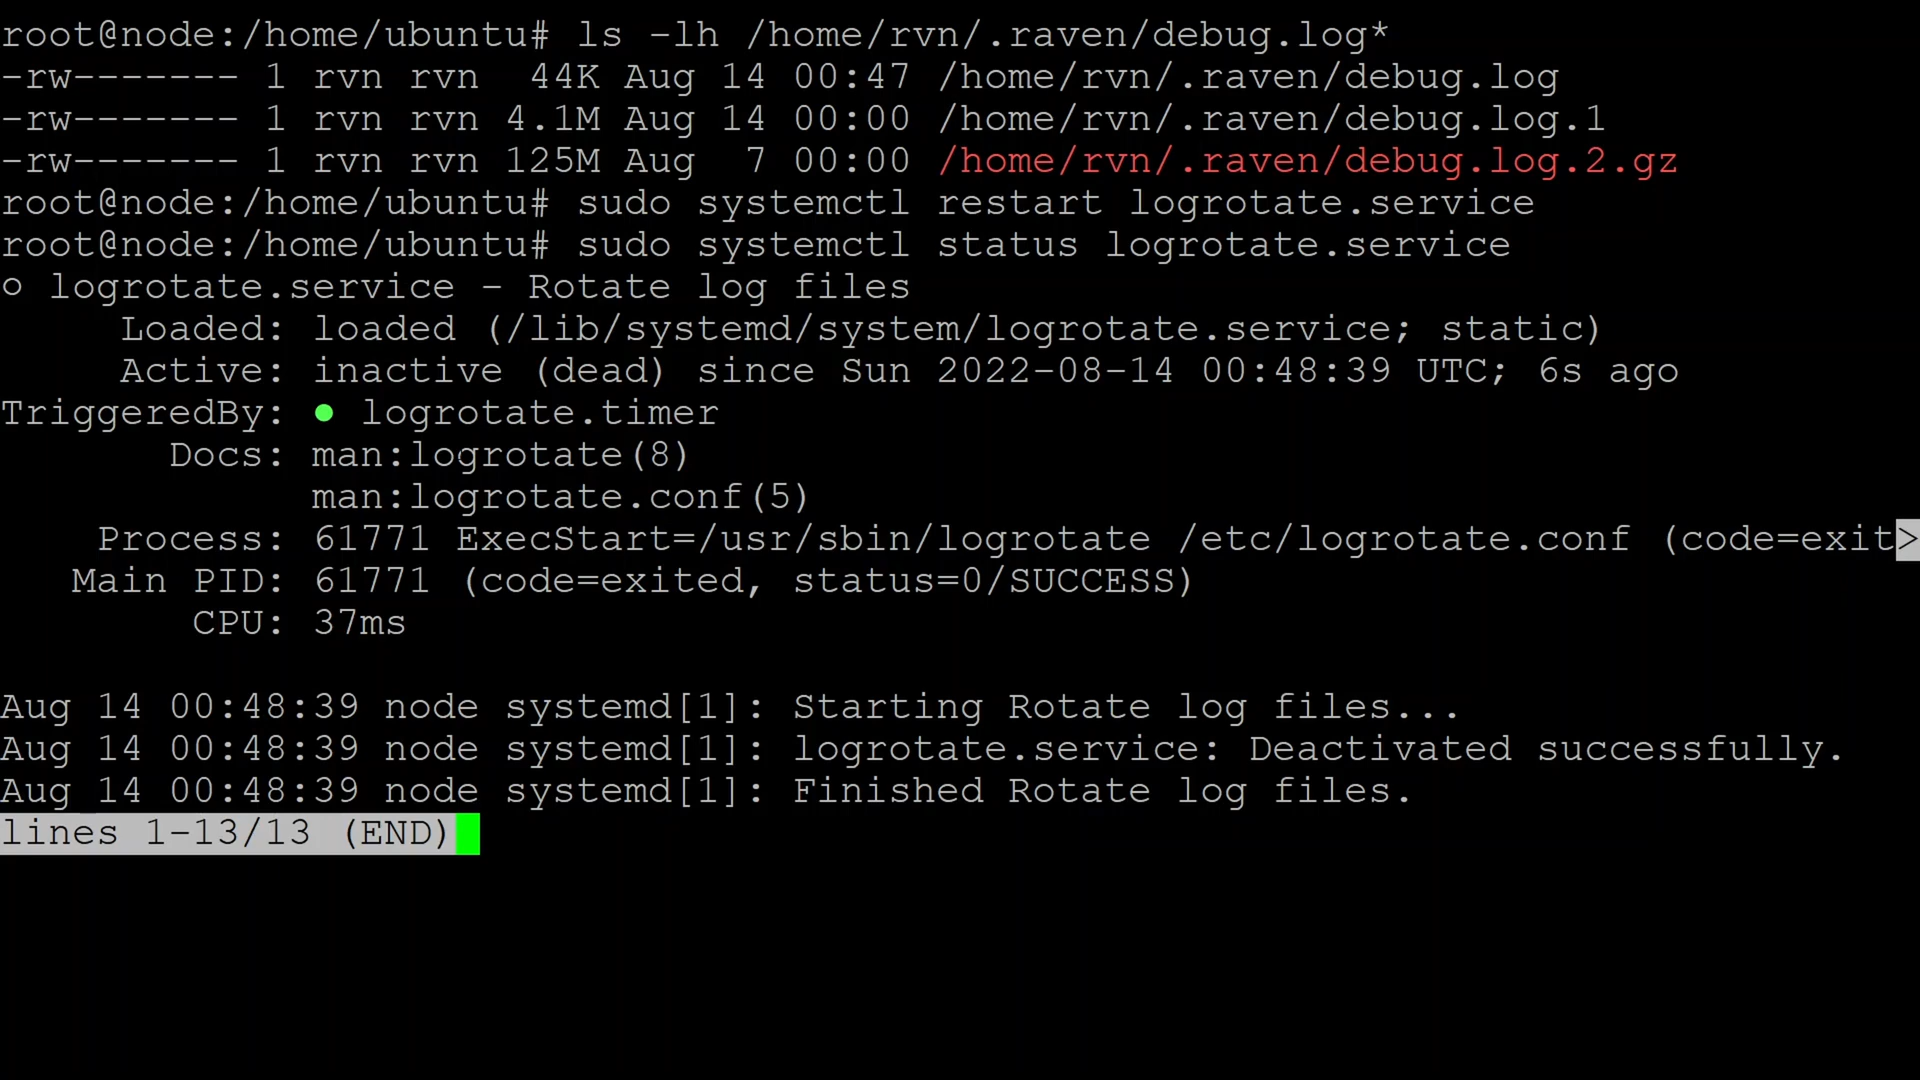 root@node:/home/ubuntu# ls -lh /home/rvn/.raven/debug.log*
-rw------- 1 rvn rvn  44K Aug 14 00:47 /home/rvn/.raven/debug.log
-rw------- 1 rvn rvn 4.1M Aug 14 00:00 /home/rvn/.raven/debug.log.1
-rw------- 1 rvn rvn 125M Aug  7 00:00 /home/rvn/.raven/debug.log.2.gz
root@node:/home/ubuntu# sudo systemctl restart logrotate.service
root@node:/home/ubuntu# sudo systemctl status logrotate.service
○ logrotate.service - Rotate log files
     Loaded: loaded (/lib/systemd/system/logrotate.service; static)
     Active: inactive (dead) since Sun 2022-08-14 00:48:39 UTC; 6s ago
TriggeredBy: ● logrotate.timer
       Docs: man:logrotate(8)
             man:logrotate.conf(5)
    Process: 61771 ExecStart=/usr/sbin/logrotate /etc/logrotate.conf (code=exit>
   Main PID: 61771 (code=exited, status=0/SUCCESS)
        CPU: 37ms

Aug 14 00:48:39 node systemd[1]: Starting Rotate log files...
Aug 14 00:48:39 node systemd[1]: logrotate.service: Deactivated successfully.
Aug 14 00:48:39 node systemd[1]: Finished Rotate log files.
lines 1-13/13 (END)